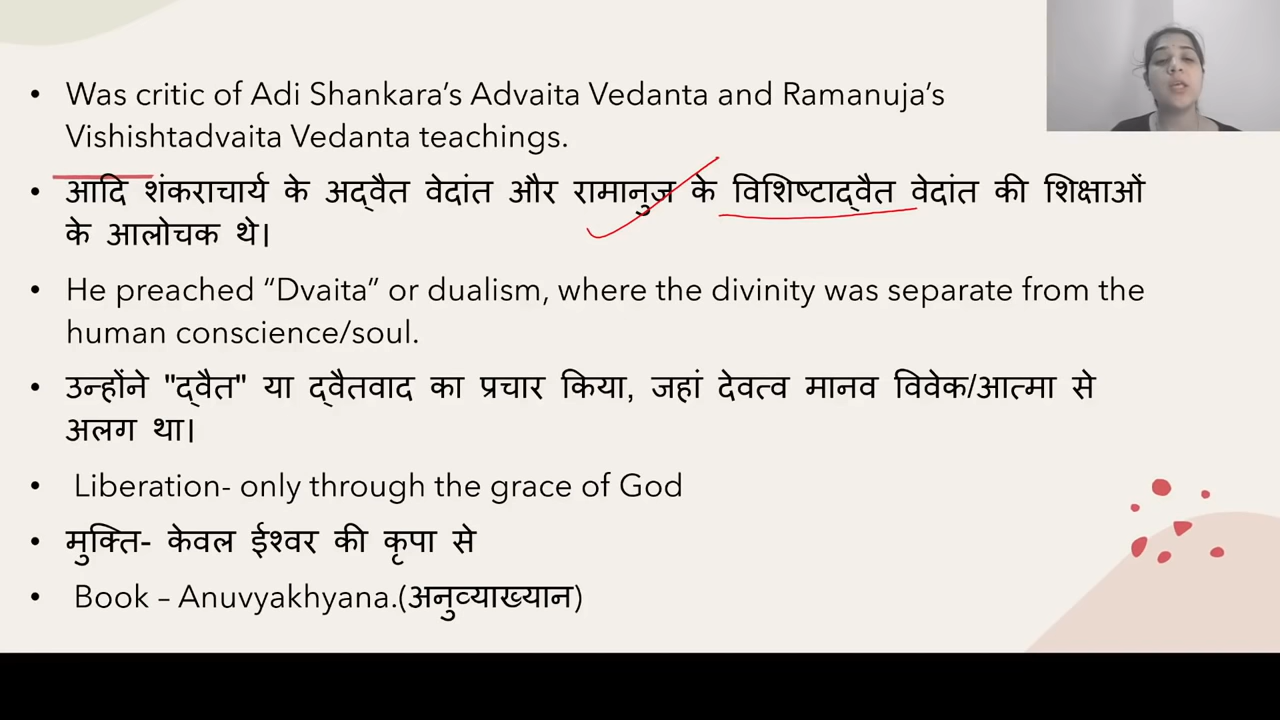 • Was critic of Adi Shankara's Advaita Vedanta and Ramanuja's
Vishishtadvaita Vedanta teachings.
• आदि शंकराचार्य के अद्वैत वेदांत और रामानुज के विशिष्टाद्वैत वेदांत की शिक्षाओं
के आलोचक थे।
• He preached “Dvaita” or dualism, where the divinity was separate from the
human conscience/soul.
• उन्होंने "द्वैत" या द्वैतवाद का प्रचार किया, जहां देवत्व मानव विवेक/आत्मा से
अलग था।
• Liberation- only through the grace of God
• मुक्ति- केवल ईश्वर की कृपा से
• Book – Anuvyakhyana.(अनुव्याख्यान)